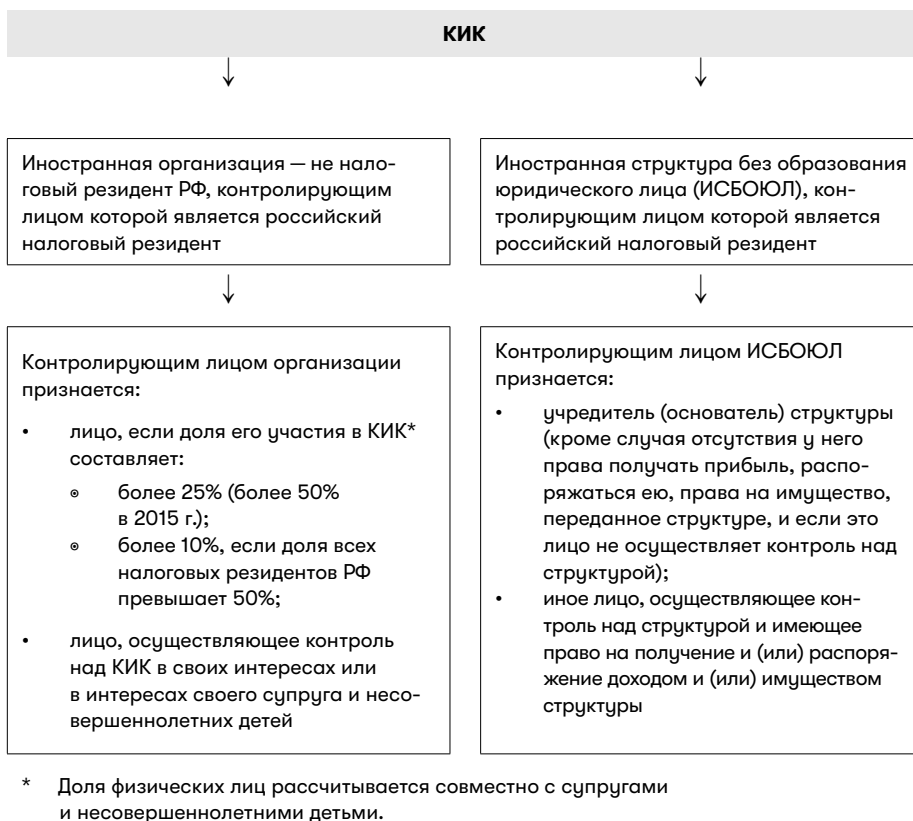 КИК
Иностранная организация — не нало-
говый резидент РФ, контролирующим
лицом которой является российский
налоговый резидент
Иностранная структура без образования
юридического лица (ИСБОЮЛ), кон-
тролирующим лицом которой является
российский налоговый резидент
Контролирующим лицом организации
признается:
• лицо, если доля его участия в КИК*
составляет:
⊙ более 25% (более 50%
в 2015 г.);
⊙ более 10%, если доля всех
налоговых резидентов РФ
превышает 50%;
• лицо, осуществляющее контроль
над КИК в своих интересах или
в интересах своего супруга и несо-
вершеннолетних детей
Контролирующим лицом ИСБОЮЛ
признается:
• учредитель (основатель) структуры
(кроме случая отсутствия у него
права получать прибыль, распо-
ряжаться ею, права на имущество,
переданное структуре, и если это
лицо не осуществляет контроль над
структурой);
• иное лицо, осуществляющее кон-
троль над структурой и имеющее
право на получение и (или) распоря-
жение доходом и (или) имуществом
структуры
* Доля физических лиц рассчитывается совместно с супругами
и несовершеннолетними детьми.